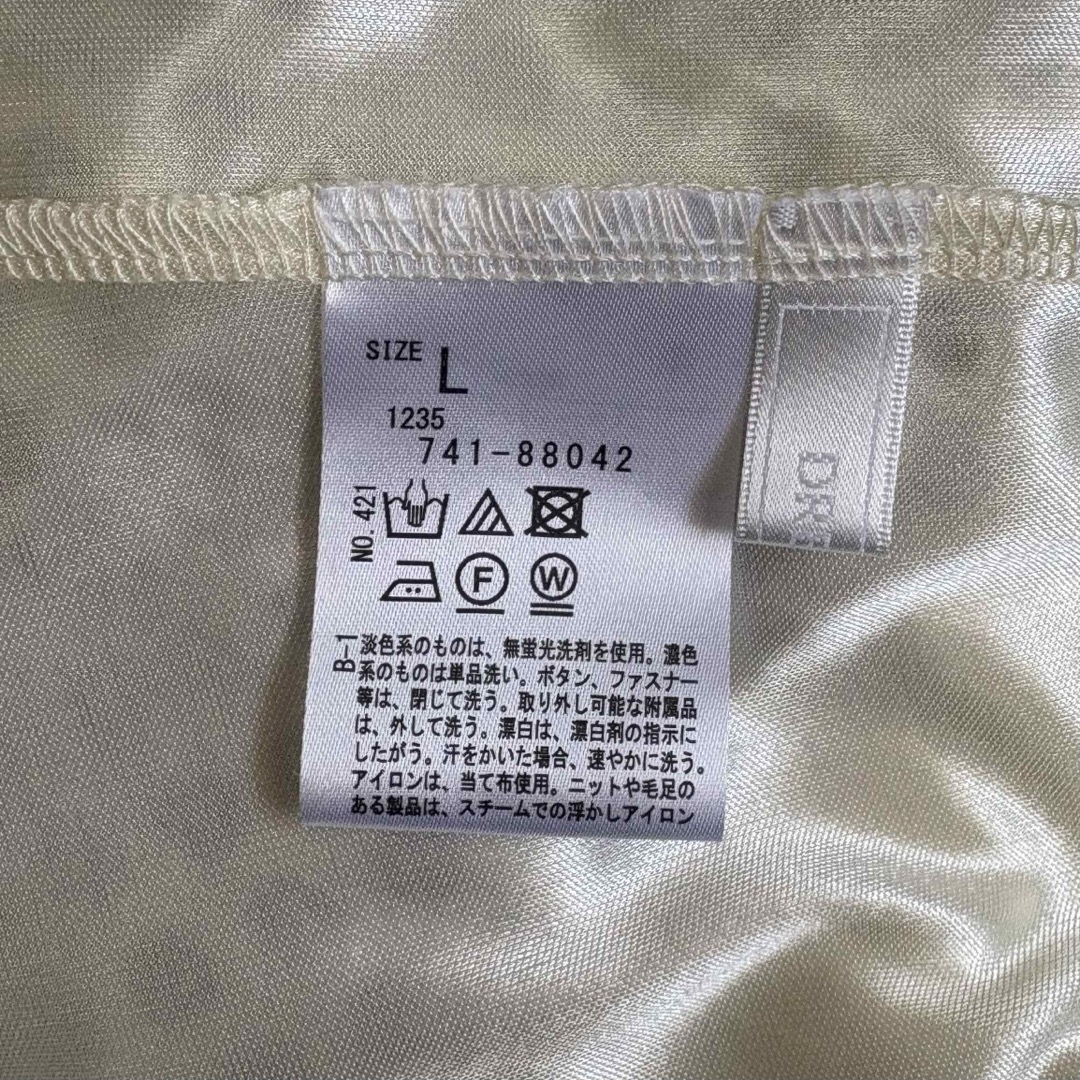 SIZE L
1235
741-88042
NO.421
F
W
B-1
淡色系のものは、無蛍光洗剤を使用。濃色
系のものは単品洗い。ボタン、ファスナー
等は、閉じて洗う。取り外し可能な附属品
は、外して洗う。漂白は、漂白剤の指示に
したがう。汗をかいた場合、速やかに洗う。
アイロンは、当て布使用。ニットや毛足の
ある製品は、スチームでの浮かしアイロン
DR